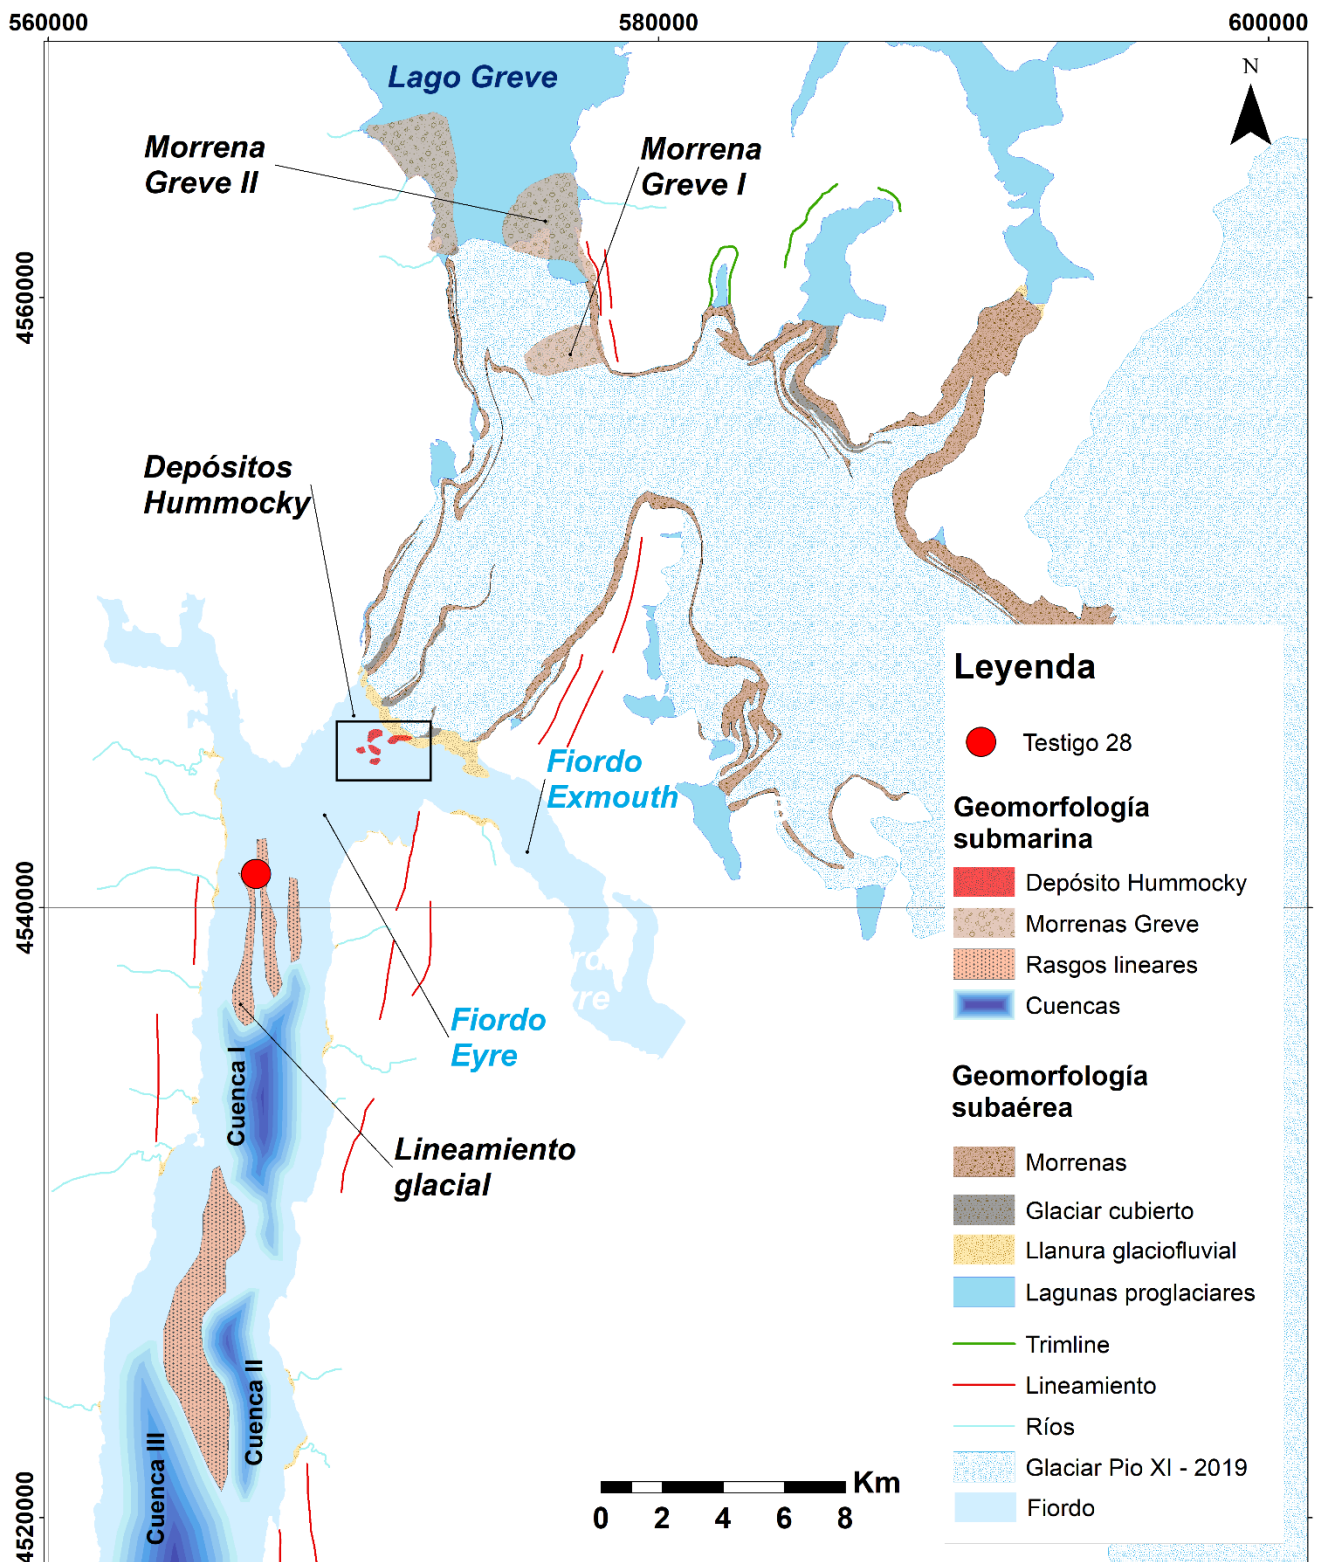 560000
580000
600000
Lago Greve
N
Morrena
Greve II
Morrena
Greve I
4560000
Depósitos
Hummocky
Leyenda
Testigo 28
Fiordo
Exmouth
Geomorfología
submarina
Depósito Hummocky
Morrenas Greve
Rasgos lineares
Cuencas
4540000
Fiordo
Eyre
Cuenca I
Geomorfología
subaérea
Lineamiento
glacial
Morrenas
Glaciar cubierto
Llanura glaciofluvial
Lagunas proglaciares
Trimline
Lineamiento
Ríos
Glaciar Pio XI - 2019
Fiordo
Cuenca II
Cuenca III
4520000
Km
0 2 4 6 8